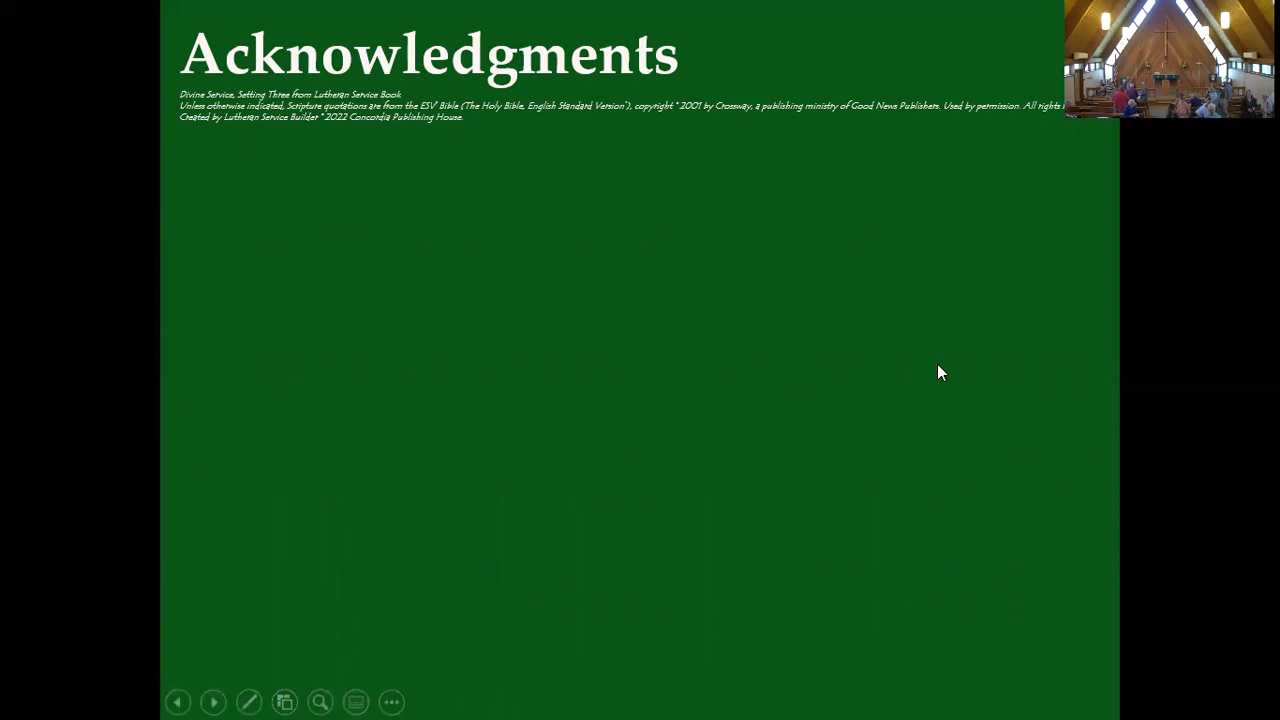 Acknowledgments
Divine Service, Setting Three from Lutheran Service Book
Unless otherwise indicated, Scripture quotations are from the ESV Bible (The Holy Bible, English Standard Version), copyright 2001 by Crossway, a publishing ministry of Good News Publishers. Used by permission. All rights
Created by Lutheran Service Builder 2022 Concordia Publishing House.